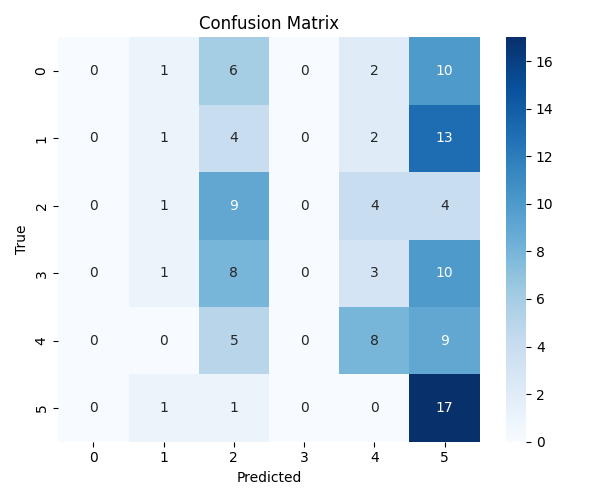 Confusion Matrix
True
0 0 1 6 0 2 10
1 0 1 4 0 2 13
2 0 1 9 0 4 4
3 0 1 8 0 3 10
4 0 0 5 0 8 9
5 0 1 1 0 0 17
0 1 2 3 4 5
Predicted
16
14
12
10
8
6
4
2
0